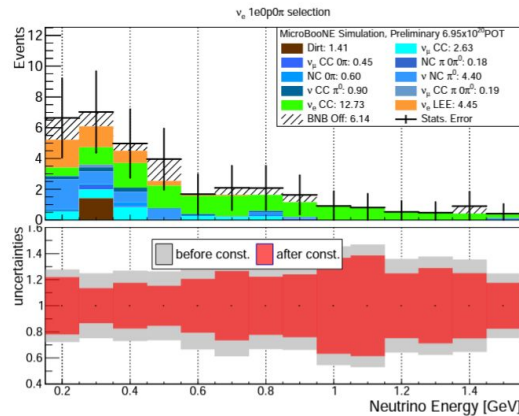 νe 1e0p0π selection
MicroBooNE Simulation, Preliminary 6.95x10^20 POT
Dirt: 1.41
νμ CC: 2.63
νμ CC 0π: 0.45
NC π 0π⁰: 0.18
NC 0π: 0.60
ν NC π⁰: 4.40
ν CC π⁰: 0.90
νμ CC π 0π⁰: 0.19
νe CC: 12.73
νe LEE: 4.45
BNB Off: 6.14
Stats. Error
Events
12
10
8
6
4
2
0
before const.
after const.
uncertainties
1.6
1.4
1.2
1.0
0.8
0.6
0.4
0.2 0.4 0.6 0.8 1 1.2 1.4
Neutrino Energy [GeV]